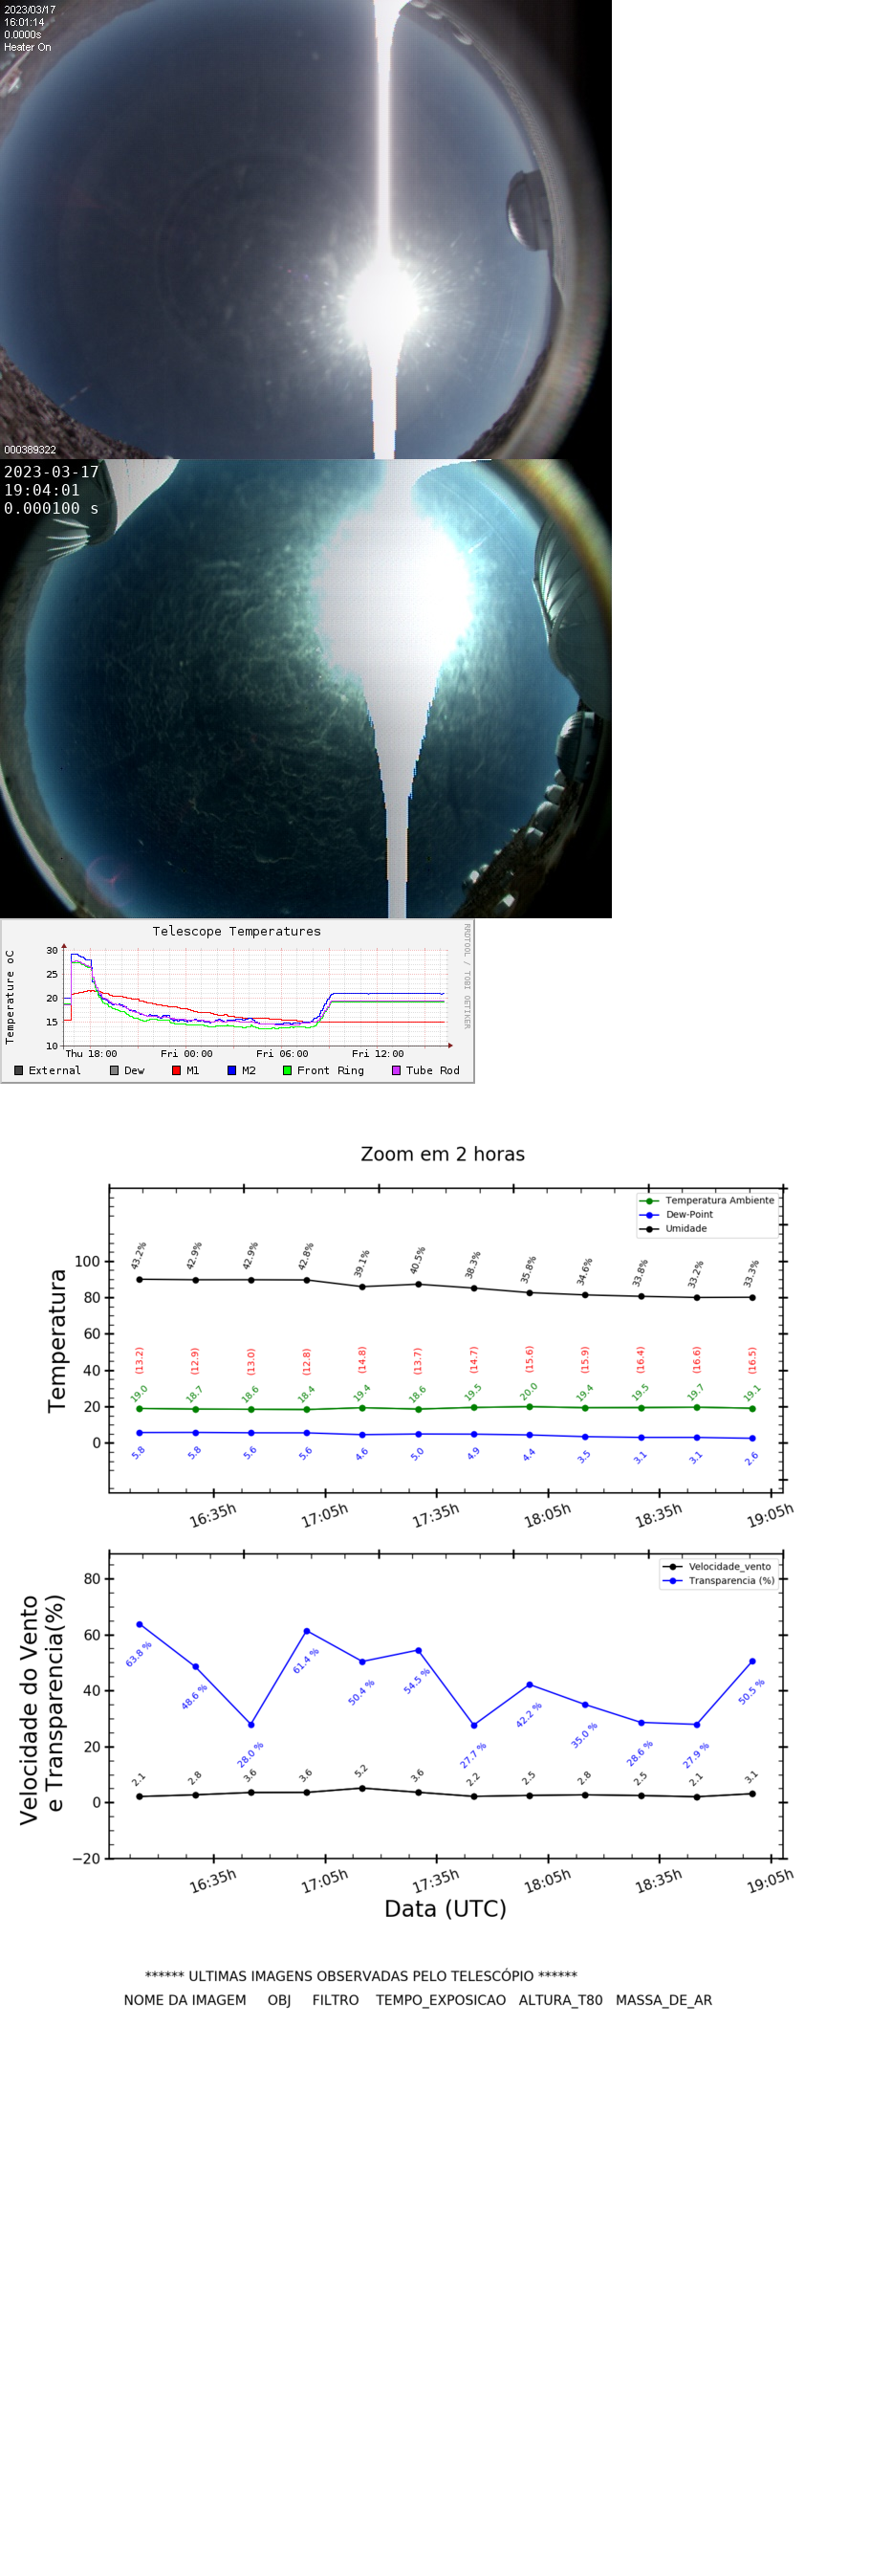 2023/03/17
16:01:14
0.0000s
Heater On
000389322
2023-03-17
19:04:01
0.000100 s
Telescope Temperatures
RRDTOOL / TOBI OETIKER
Temperature oC
30
25
20
15
10
Thu 18:00 Fri 00:00 Fri 06:00 Fri 12:00
External Dew M1 M2 Front Ring Tube Rod
Zoom em 2 horas
Temperatura Ambiente
Dew-Point
Umidade
Temperatura
100
80
60
40
20
0
43.2% 42.9% 42.9% 42.8% 39.1% 40.5% 38.3% 35.8% 34.6% 33.8% 33.2% 33.3%
(13.2) (12.9) (13.0) (12.8) (14.8) (13.7) (14.7) (15.6) (15.9) (16.4) (16.6) (16.5)
19.0 18.7 18.6 18.4 19.4 18.6 19.5 20.0 19.4 19.5 19.7 19.1
5.8 5.8 5.6 5.6 4.6 5.0 4.9 4.4 3.5 3.1 3.1 2.6
16:35h 17:05h 17:35h 18:05h 18:35h 19:05h
Velocidade_vento
Transparencia (%)
Velocidade do Vento
e Transparencia(%)
80
60
40
20
0
−20
63.8 % 48.6 % 28.0 % 61.4 % 50.4 % 54.5 % 27.7 % 42.2 % 35.0 % 28.6 % 27.9 % 50.5 %
2.1 2.8 3.6 3.6 5.2 3.6 2.2 2.5 2.8 2.5 2.1 3.1
16:35h 17:05h 17:35h 18:05h 18:35h 19:05h
Data (UTC)
****** ULTIMAS IMAGENS OBSERVADAS PELO TELESCÓPIO ******
NOME DA IMAGEM OBJ FILTRO TEMPO_EXPOSICAO ALTURA_T80 MASSA_DE_AR